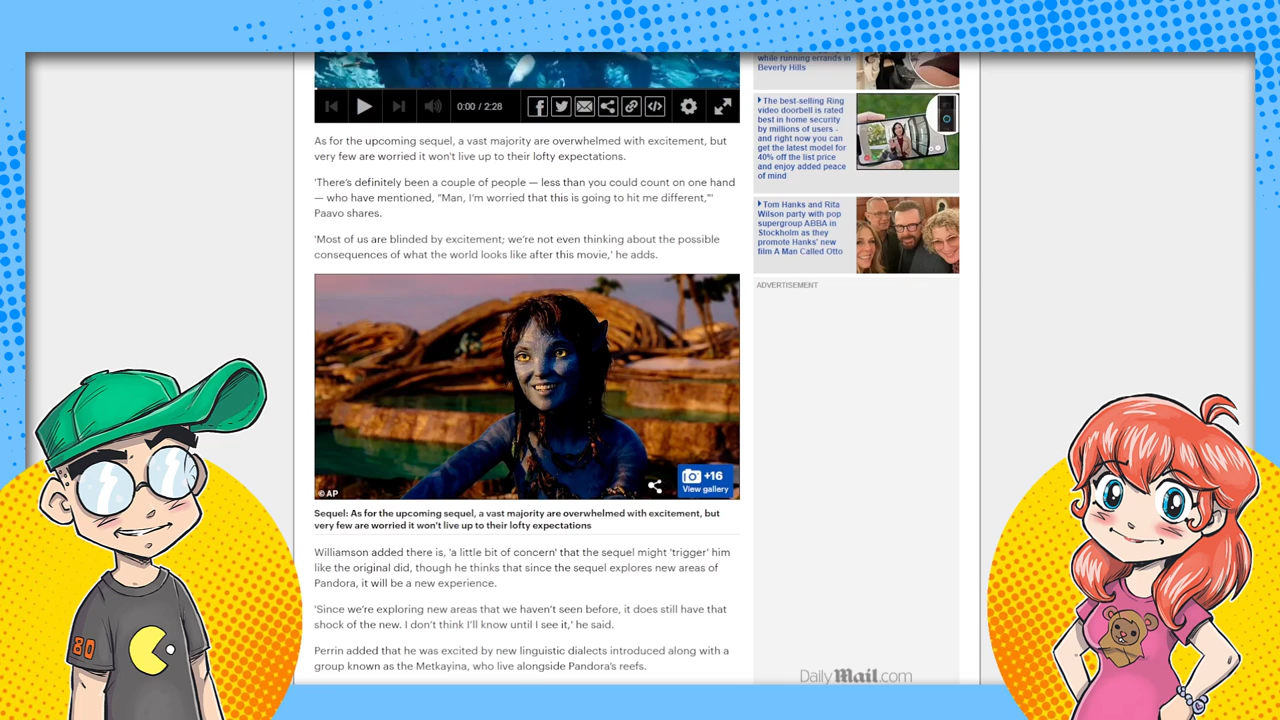 0:00 / 2:28
As for the upcoming sequel, a vast majority are overwhelmed with excitement, but
very few are worried it won't live up to their lofty expectations.
'There's definitely been a couple of people — less than you could count on one hand
— who have mentioned, "Man, I'm worried that this is going to hit me different,"'
Paavo shares.
'Most of us are blinded by excitement; we're not even thinking about the possible
consequences of what the world looks like after this movie,' he adds.
© AP
+16
View gallery
Sequel: As for the upcoming sequel, a vast majority are overwhelmed with excitement, but
very few are worried it won't live up to their lofty expectations
Williamson added there is, 'a little bit of concern' that the sequel might 'trigger' him
like the original did, though he thinks that since the sequel explores new areas of
Pandora, it will be a new experience.
'Since we're exploring new areas that we haven't seen before, it does still have that
shock of the new. I don't think I'll know until I see it,' he said.
Perrin added that he was excited by new linguistic dialects introduced along with a
group known as the Metkayina, who live alongside Pandora's reefs.
while running errands in
Beverly Hills
The best-selling Ring
video doorbell is rated
best in home security
by millions of users -
and right now you can
get the latest model for
40% off the list price
and enjoy added peace
of mind
Tom Hanks and Rita
Wilson party with pop
supergroup ABBA in
Stockholm as they
promote Hanks' new
film A Man Called Otto
ADVERTISEMENT
DailyMail.com
80